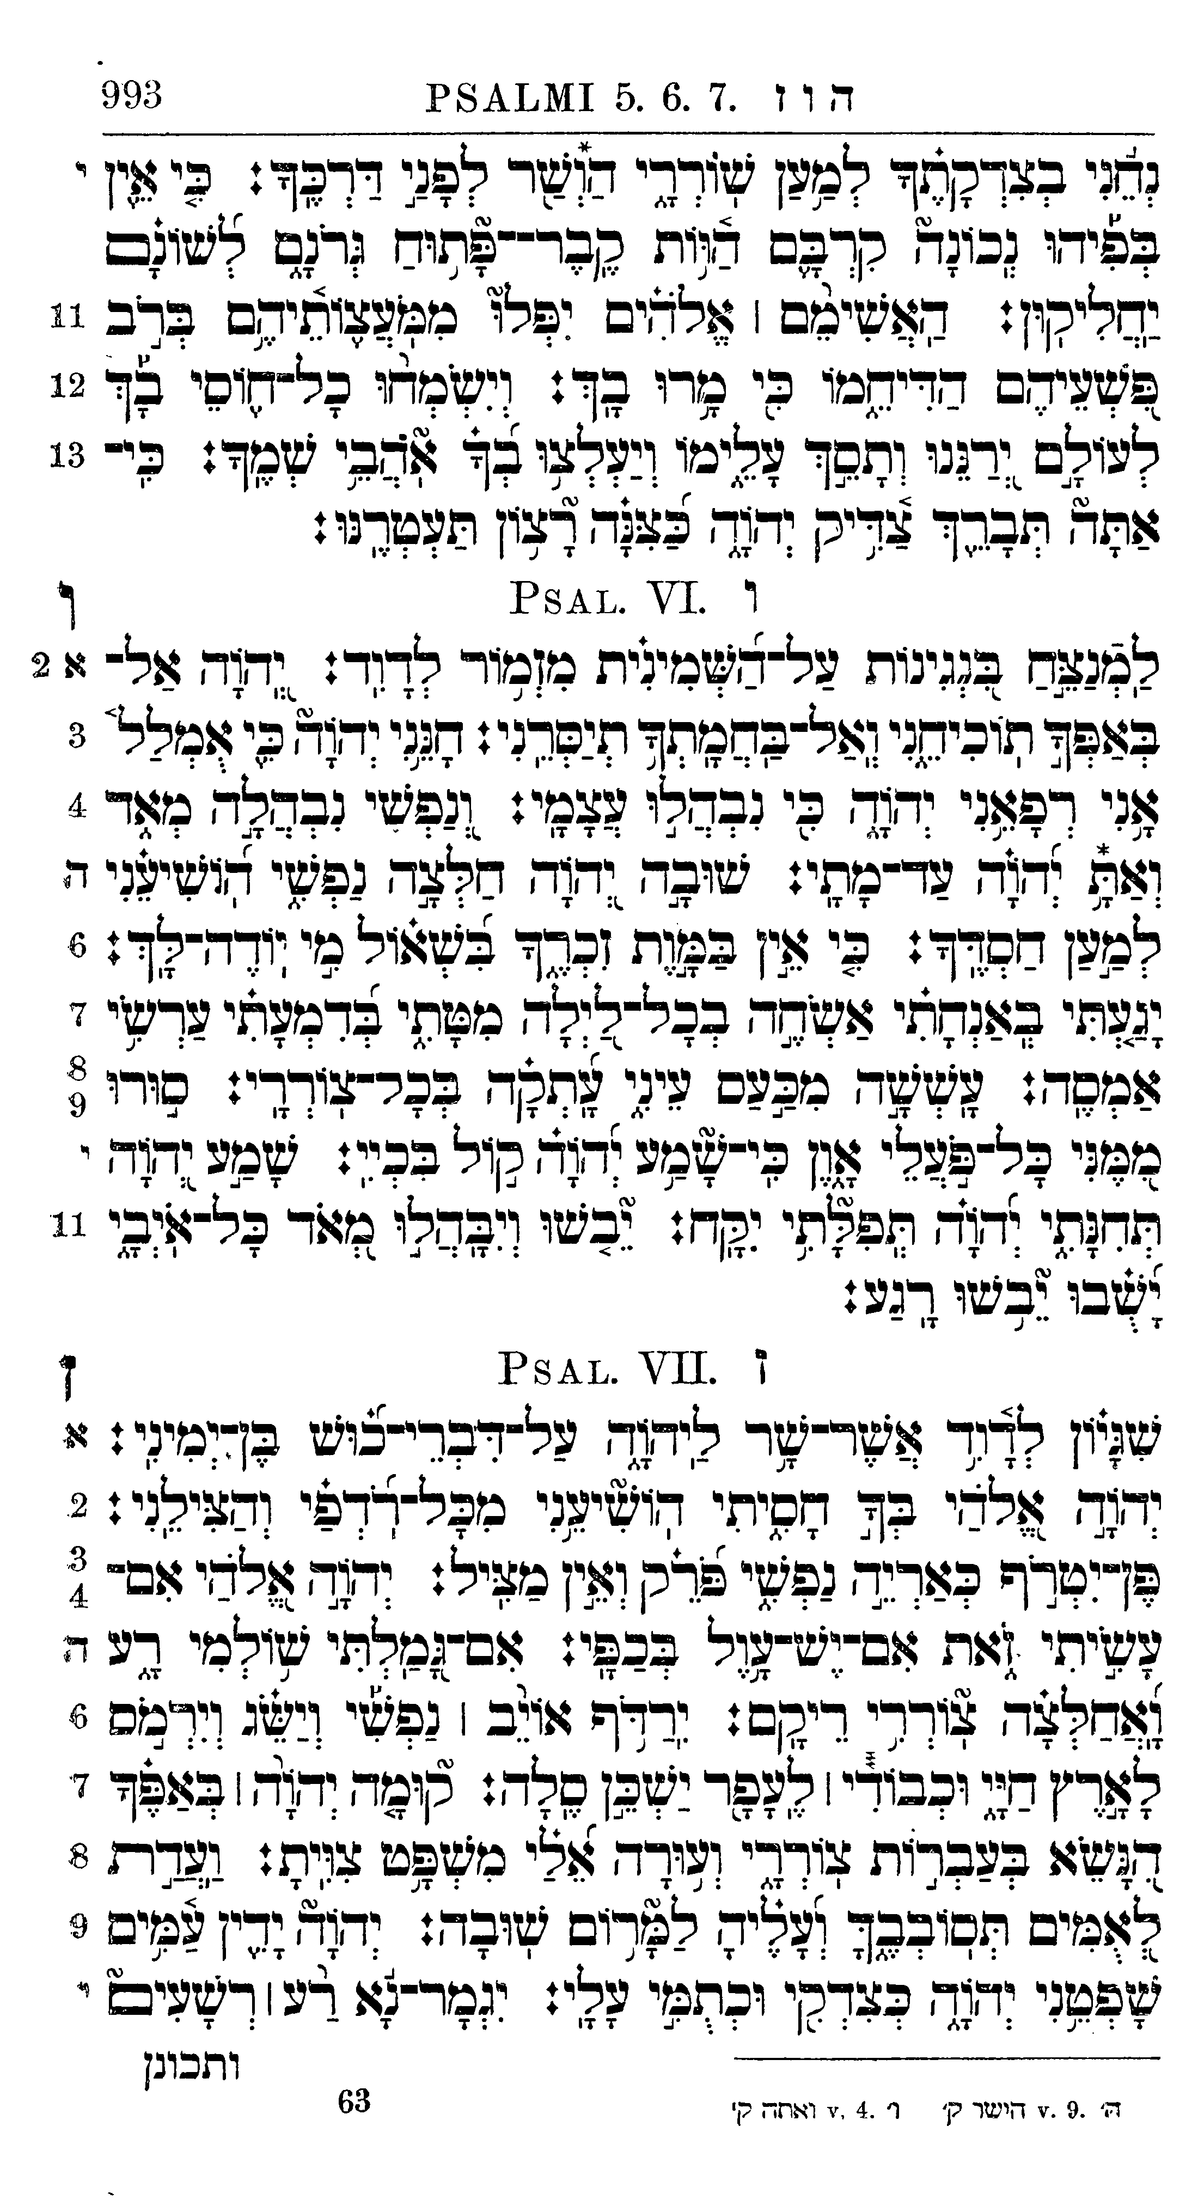 993 PSALMI 5. 6. 7. ה ו ז
נְחֵנִי בְצִדְקָתֶךָ לְמַעַן שׁוֹרְרָי הַוְשַׁר לְפָנַי דַּרְכֶּךָ׃ כִּי אֵין י
בְּפִיהוּ נְכוֹנָה קִרְבָּם הַוּוֹת קֶבֶר־פָּתוּחַ גְּרֹנָם לְשׁוֹנָם
יַחֲלִיקוּן׃ הַאֲשִׁימֵם ׀ אֱלֹהִים יִפְּלוּ מִמֹּעֲצוֹתֵיהֶם בְּרֹב 11
פִּשְׁעֵיהֶם הַדִּיחֵמוֹ כִּי מָרוּ בָךְ׃ וְיִשְׂמְחוּ כָל־חוֹסֵי בָךְ 12
לְעוֹלָם יְרַנֵּנוּ וְתָסֵךְ עָלֵימוֹ וְיַעְלְצוּ בְךָ אֹהֲבֵי שְׁמֶךָ׃ כִּי־ 13
אַתָּה תְּבָרֵךְ צַדִּיק יְהוָה כַּצִּנָּה רָצוֹן תַּעְטְרֶנּוּ׃
ו PSAL. VI. ו
לַמְנַצֵּחַ בִּנְגִינוֹת עַל־הַשְּׁמִינִית מִזְמוֹר לְדָוִד׃ יְהוָה אַל־ א 2
בְּאַפְּךָ תוֹכִיחֵנִי וְאַל־בַּחֲמָתְךָ תְיַסְּרֵנִי׃ חָנֵּנִי יְהוָה כִּי אֻמְלַל 3
אָנִי רְפָאֵנִי יְהוָה כִּי נִבְהֲלוּ עֲצָמָי׃ וְנַפְשִׁי נִבְהֲלָה מְאֹד 4
וְאַתָּ יְהוָה עַד־מָתָי׃ שׁוּבָה יְהוָה חַלְּצָה נַפְשִׁי הוֹשִׁיעֵנִי ה
לְמַעַן חַסְדֶּךָ׃ כִּי אֵין בַּמָּוֶת זִכְרֶךָ בִּשְׁאוֹל מִי יוֹדֶה־לָּךְ׃ 6
יָגַעְתִּי בְּאַנְחָתִי אַשְׂחֶה בְכָל־לַיְלָה מִטָּתִי בְּדִמְעָתִי עַרְשִׂי 7
אַמְסֶה׃ עָשְׁשָׁה מִכַּעַס עֵינִי עָתְקָה בְּכָל־צוֹרְרָי׃ סוּרוּ 8 9
מִמֶּנִּי כָּל־פֹּעֲלֵי אָוֶן כִּי־שָׁמַע יְהוָה קוֹל בִּכְיִי׃ שָׁמַע יְהוָה י
תְּחִנָּתִי יְהוָה תְּפִלָּתִי יִקָּח׃ יֵבֹשׁוּ וְיִבָּהֲלוּ מְאֹד כָּל־אֹיְבָי 11
יָשֻׁבוּ יֵבֹשׁוּ רָגַע׃
ז PSAL. VII. ז
שִׁגָּיוֹן לְדָוִד אֲשֶׁר־שָׁר לַיהוָה עַל־דִּבְרֵי־כוּשׁ בֶּן־יְמִינִי׃ א
יְהוָה אֱלֹהַי בְּךָ חָסִיתִי הוֹשִׁיעֵנִי מִכָּל־רֹדְפַי וְהַצִּילֵנִי׃ 2
פֶּן־יִטְרֹף כְּאַרְיֵה נַפְשִׁי פֹּרֵק וְאֵין מַצִּיל׃ יְהוָה אֱלֹהַי אִם־ 3 4
עָשִׂיתִי זֹאת אִם־יֶשׁ־עָוֶל בְּכַפָּי׃ אִם־גָּמַלְתִּי שׁוֹלְמִי רָע ה
וָאֲחַלְּצָה צוֹרְרִי רֵיקָם׃ יִרַדֹּף אוֹיֵב ׀ נַפְשִׁי וְיַשֵּׂג וְיִרְמֹס 6
לָאָרֶץ חַיָּי וּכְבוֹדִי ׀ לֶעָפָר יַשְׁכֵּן סֶלָה׃ קוּמָה יְהוָה ׀ בְּאַפֶּךָ 7
הִנָּשֵׂא בְּעַבְרוֹת צוֹרְרָי וְעוּרָה אֵלַי מִשְׁפָּט צִוִּיתָ׃ וַעֲדַת 8
לְאֻמִּים תְּסוֹבְבֶךָּ וְעָלֶיהָ לַמָּרוֹם שׁוּבָה׃ יְהוָה יָדִין עַמִּים 9
שָׁפְטֵנִי יְהוָה כְּצִדְקִי וּכְתֻמִּי עָלָי׃ יִגְמָר־נָא רַע ׀ רְשָׁעִים י
ותכונן
63
ה׳ v. 9. הישר ק׳ ו׳ v. 4. ואתה ק׳